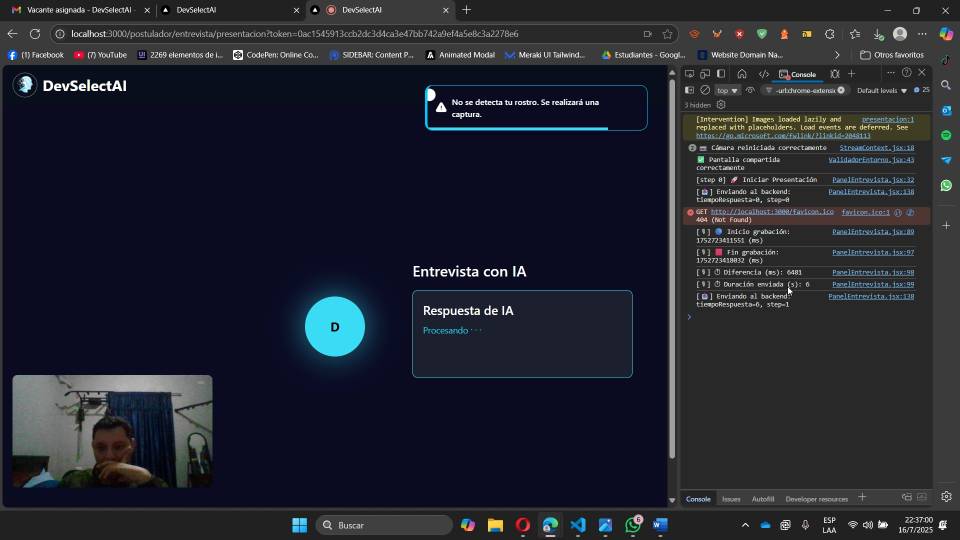 Vacante asignada - DevSelectAI -
DevSelectAI
DevSelectAI
localhost:3000/postulador/entrevista/presentacion?token=0ac1545913ccb2dc3d4ca3e47bb742a9ef4a5e8c3a2278e6
(1) Facebook
(7) YouTube
2269 elementos de i...
CodePen: Online Co...
SIDEBAR: Content P...
Animated Modal
Meraki UI Tailwind...
Estudiantes - Googl...
Website Domain Na...
Otros favoritos
DevSelectAI
No se detecta tu rostro. Se realizará una
captura.
Entrevista con IA
D
Respuesta de IA
Procesando · · ·
Console
top
-url:chrome-extensio
Default levels
25
3 hidden
[Intervention] Images loaded lazily and presentacion:1
replaced with placeholders. Load events are deferred. See
https://go.microsoft.com/fwlink/?linkid=2048113
2 Cámara reiniciada correctamente StreamContext.jsx:18
Pantalla compartida ValidadorEntorno.jsx:43
correctamente
[step 0] Iniciar Presentación PanelEntrevista.jsx:32
Enviando al backend: PanelEntrevista.jsx:138
tiempoRespuesta=0, step=0
GET http://localhost:3000/favicon.ico favicon.ico:1
404 (Not Found)
Inicio grabación: PanelEntrevista.jsx:89
1752723411551 (ms)
Fin grabación: PanelEntrevista.jsx:97
1752723418032 (ms)
Diferencia (ms): 6481 PanelEntrevista.jsx:98
Duración enviada (s): 6 PanelEntrevista.jsx:99
Enviando al backend: PanelEntrevista.jsx:138
tiempoRespuesta=6, step=1
Console
Issues
Autofill
Developer resources
Buscar
6
ESP
LAA
22:37:00
16/7/2025